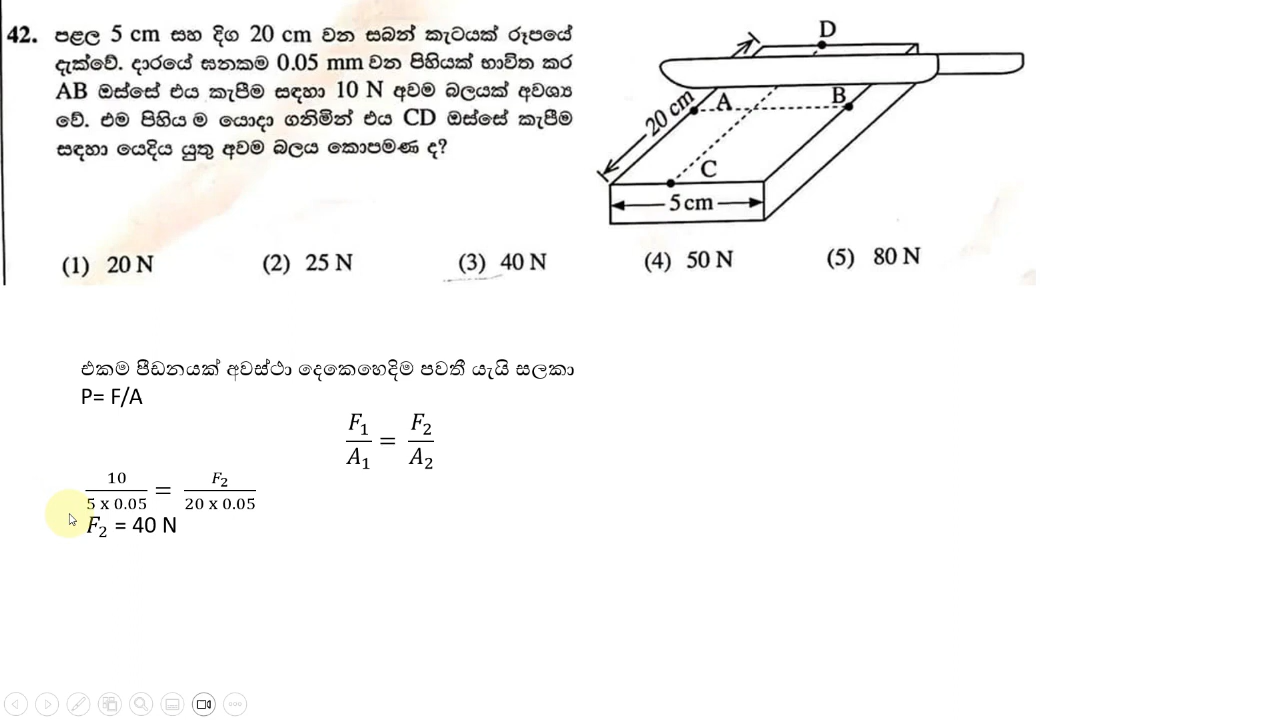 42. පළල 5 cm සහ දිග 20 cm වන සබන් කැටයක් රූපයේ
දැක්වේ. දාරයේ ඝනකම 0.05 mm වන පිහියක් භාවිත කර
AB ඔස්සේ එය කැපීම සඳහා 10 N අවම බලයක් අවශ්‍ය
වේ. එම පිහිය ම යොදා ගනිමින් එය CD ඔස්සේ කැපීම
සඳහා යෙදිය යුතු අවම බලය කොපමණ ද?
D
20 cm
A
B
C
5 cm
(1) 20 N (2) 25 N (3) 40 N (4) 50 N (5) 80 N
එකම පීඩනයක් අවස්ථා දෙකෙහෙදිම පවතී යැයි සලකා
P= F/A
F₁/A₁ = F₂/A₂
10/(5 x 0.05) = F₂/(20 x 0.05)
F₂ = 40 N